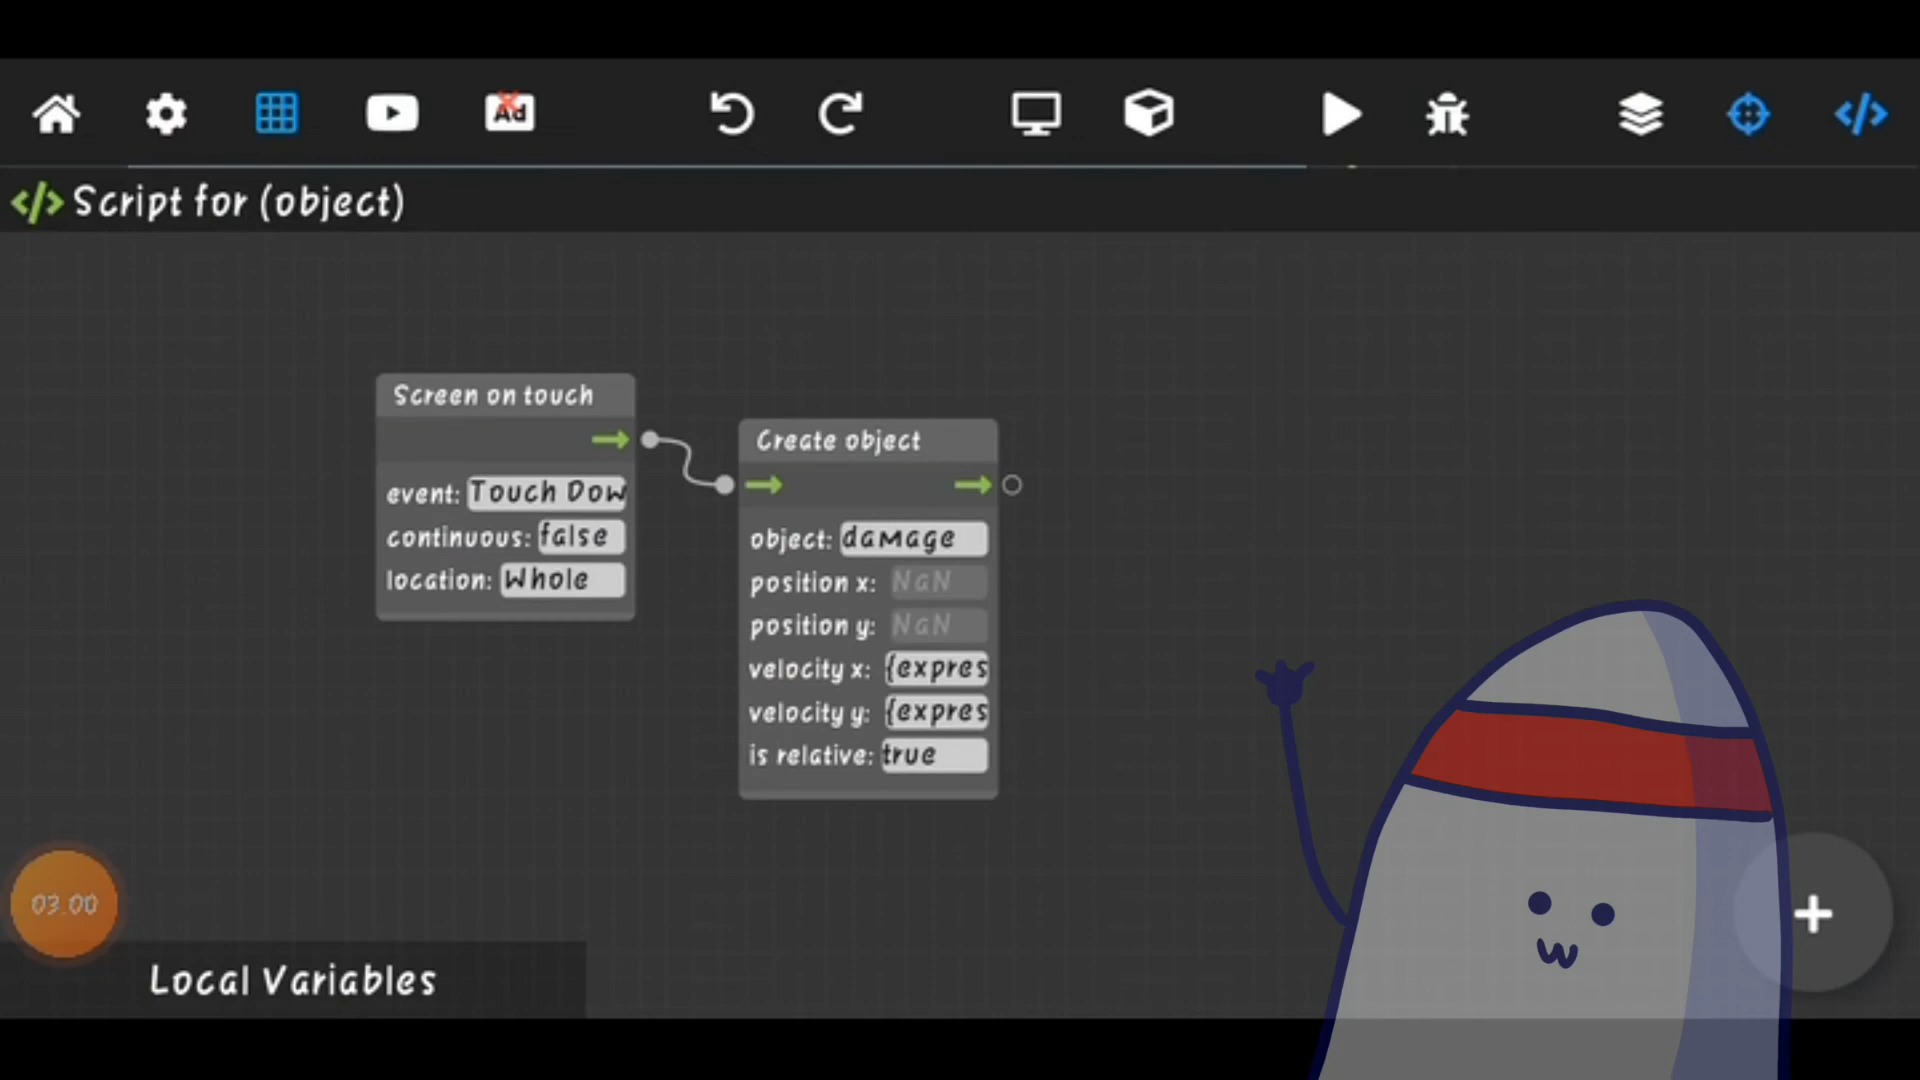 Ad
</> Script for (object)
Screen on touch
event: Touch Dow
continuous: false
location: Whole
Create object
object: damage
position x: NaN
position y: NaN
velocity x: {expres
velocity y: {expres
is relative: true
03.00
Local Variables